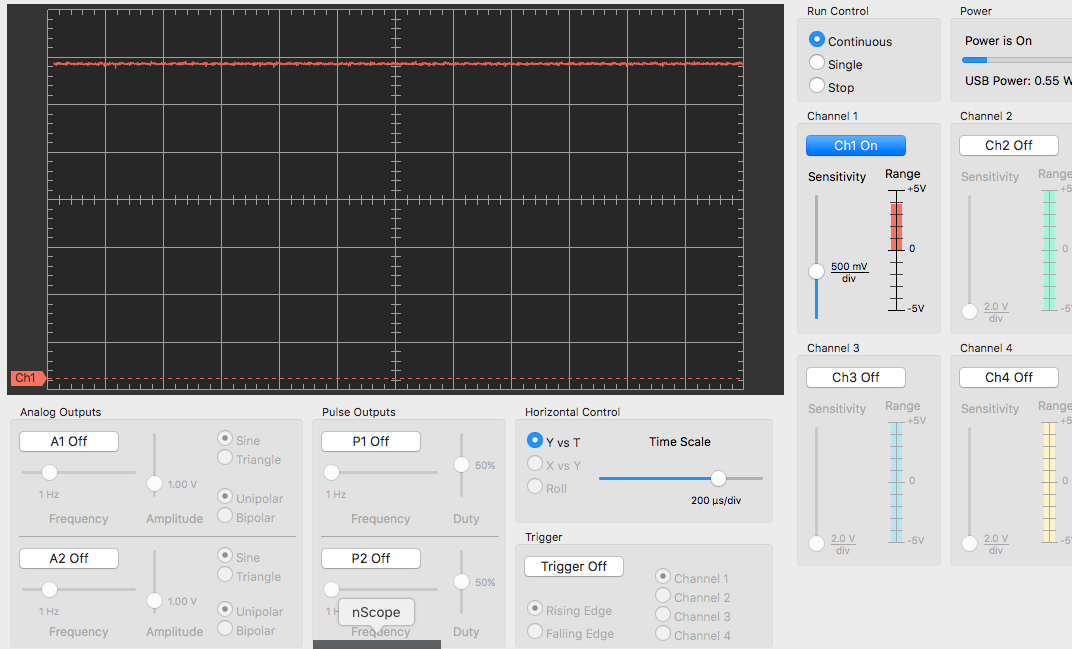 Run Control
Power
Continuous
Single
Stop
Power is On
USB Power: 0.55 W
Channel 1
Ch1 On
Sensitivity
Range
+5V
0
-5V
500 mV
div
Channel 2
Ch2 Off
Sensitivity
Range
+5
0
-5
2.0 V
div
Ch1
Channel 3
Ch3 Off
Sensitivity
Range
+5V
0
-5V
2.0 V
div
Channel 4
Ch4 Off
Sensitivity
Range
+5
0
-5
2.0 V
div
Analog Outputs
A1 Off
1 Hz
Frequency
1.00 V
Amplitude
Sine
Triangle
Unipolar
Bipolar
A2 Off
1 Hz
Frequency
1.00 V
Amplitude
Sine
Triangle
Unipolar
Bipolar
Pulse Outputs
P1 Off
1 Hz
Frequency
50%
Duty
P2 Off
1 H
Frequency
50%
Duty
nScope
Horizontal Control
Y vs T
X vs Y
Roll
Time Scale
200 µs/div
Trigger
Trigger Off
Rising Edge
Falling Edge
Channel 1
Channel 2
Channel 3
Channel 4